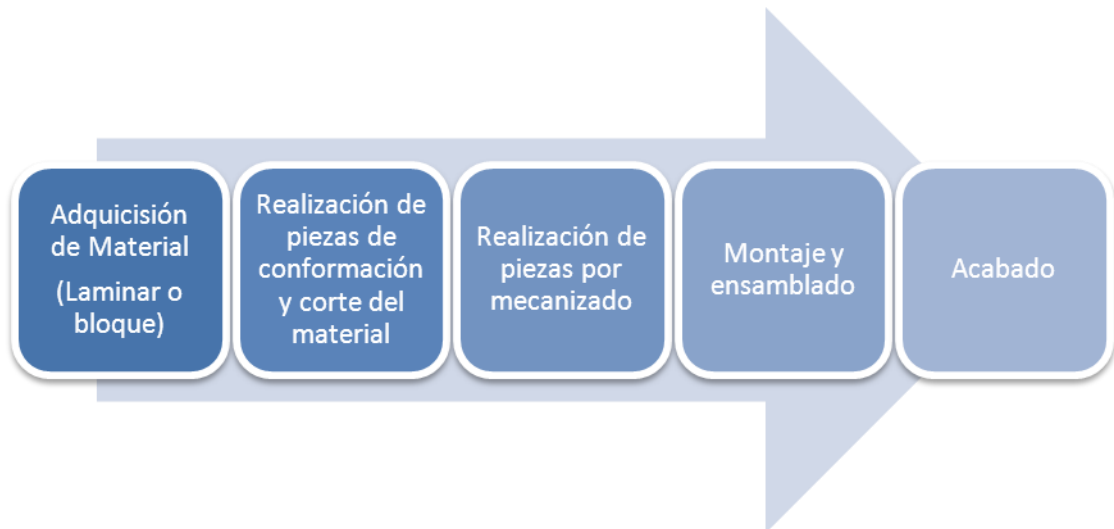 Adquicisión
de Material
(Laminar o
bloque)
Realización de
piezas de
conformación
y corte del
material
Realización de
piezas por
mecanizado
Montaje y
ensamblado
Acabado